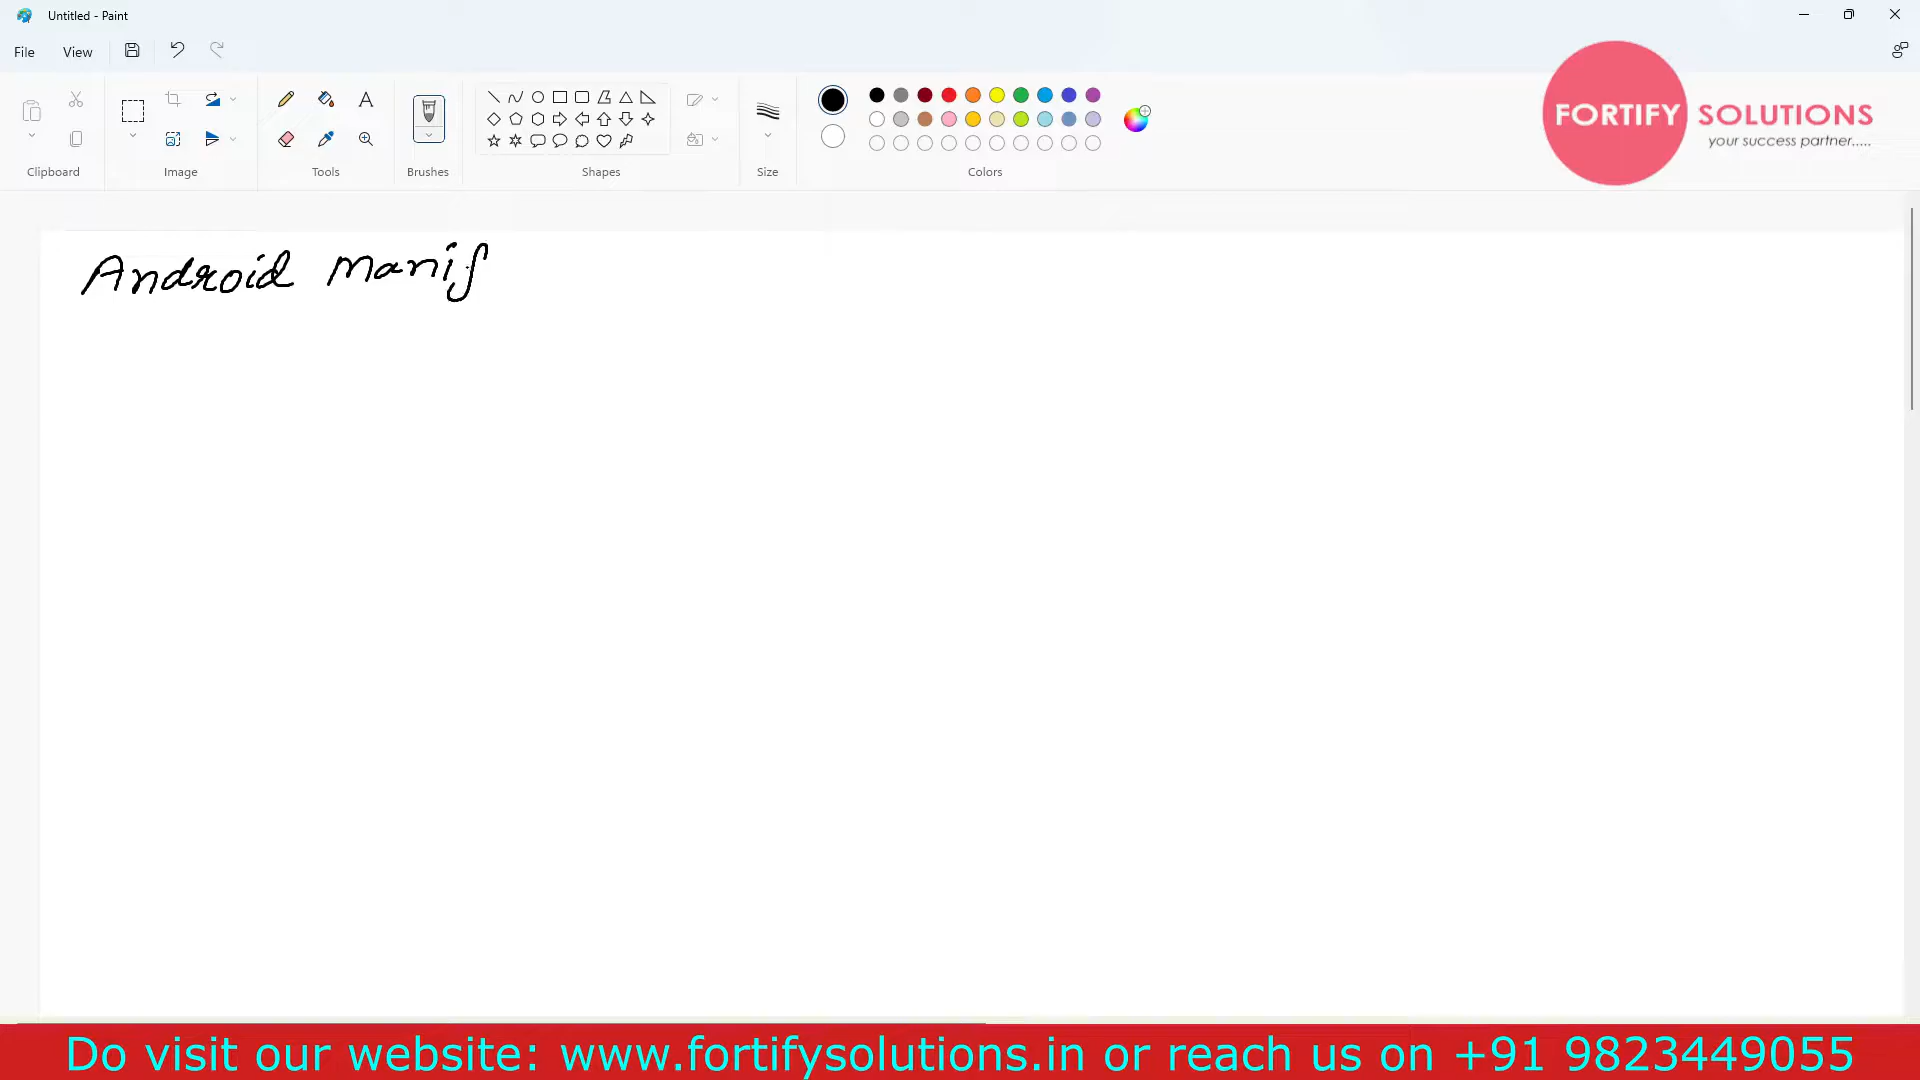 Untitled - Paint
File View
Clipboard Image Tools Brushes Shapes Size Colors
FORTIFY SOLUTIONS
your success partner.....
Android Manif
Do visit our website: www.fortifysolutions.in or reach us on +91 9823449055